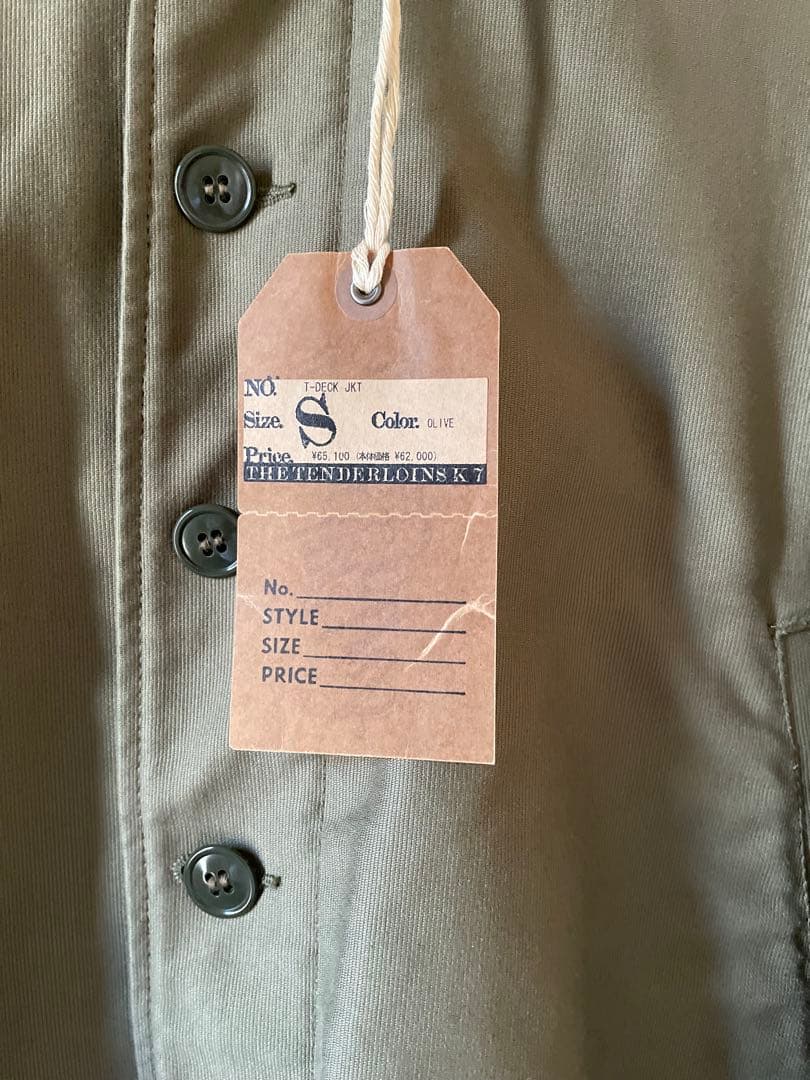 NO. T-DECK JKT
Size. S Color. OLIVE
Price. ¥65,100 (本体価格 ¥62,000)
THE TENDERLOINS K 7
No.
STYLE
SIZE
PRICE